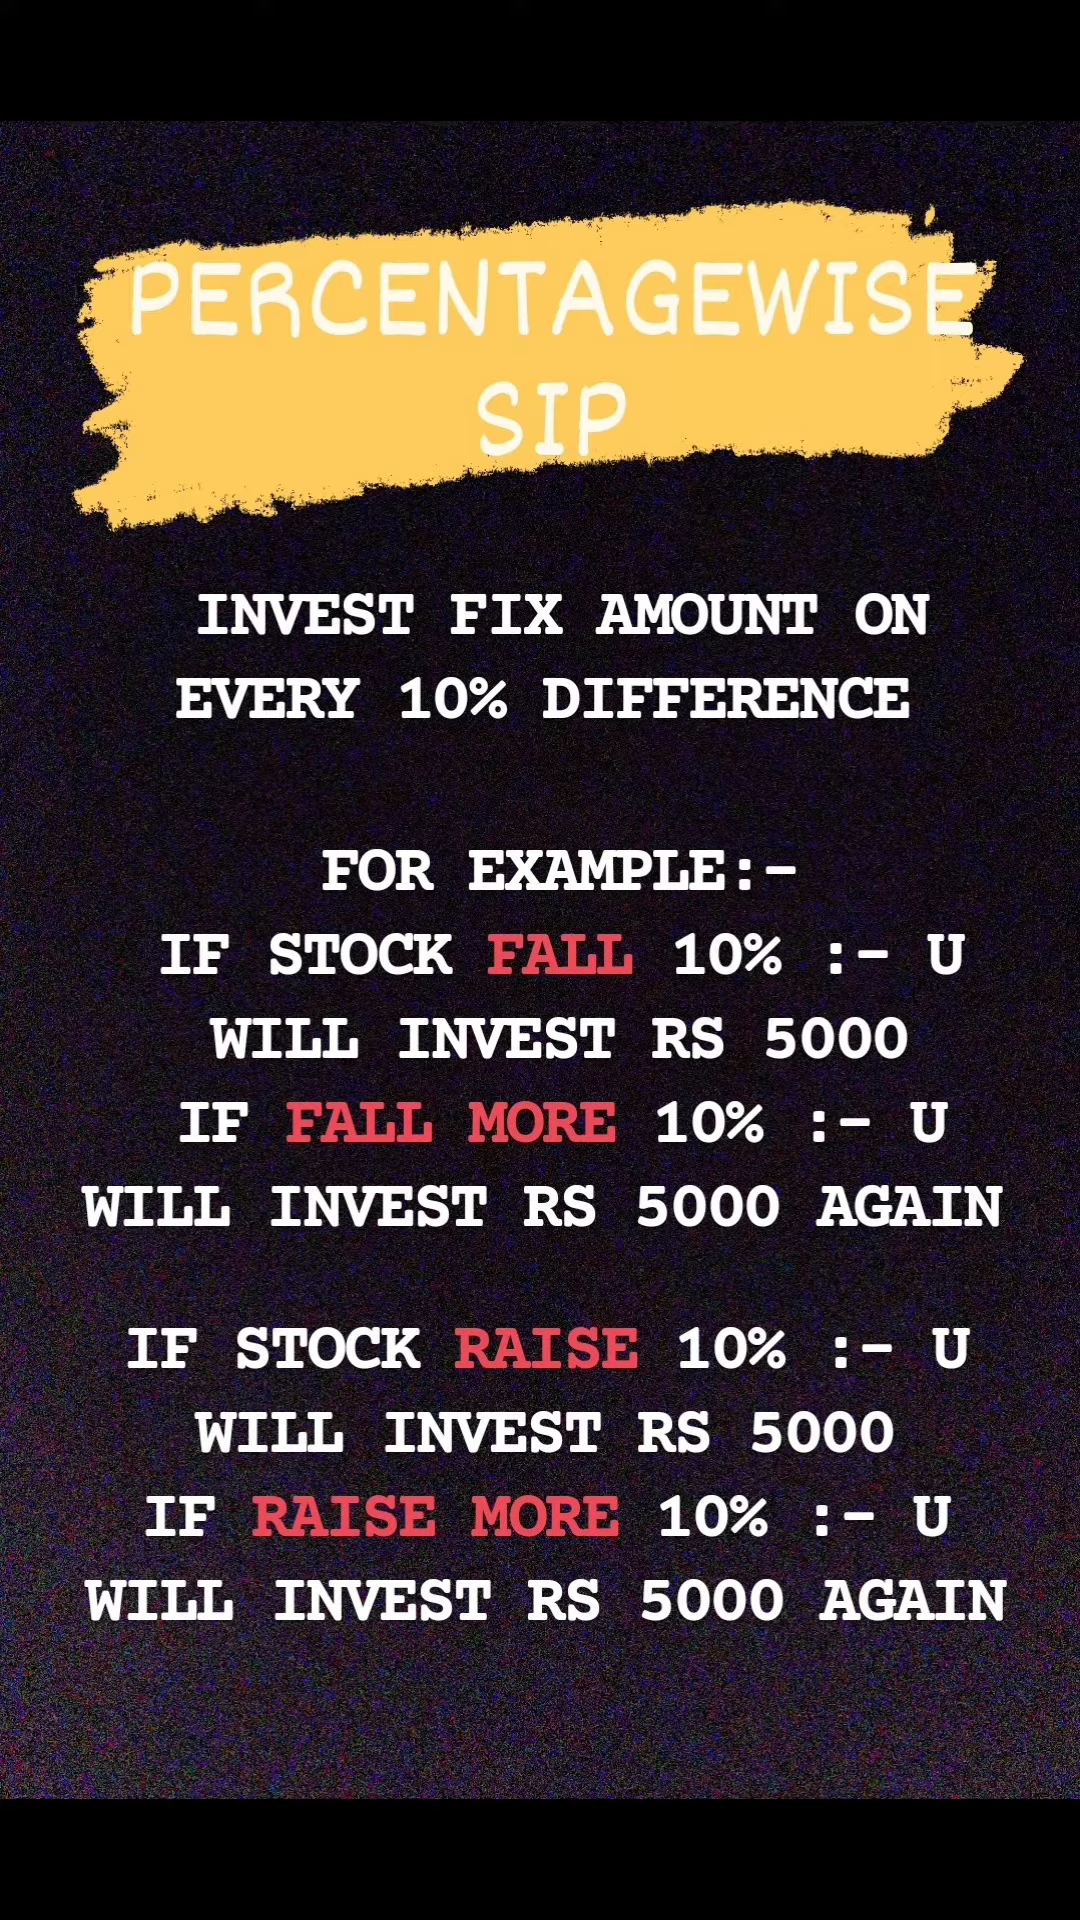 PERCENTAGEWISE
SIP
INVEST FIX AMOUNT ON
EVERY 10% DIFFERENCE
FOR EXAMPLE:-
IF STOCK FALL 10% :- U
WILL INVEST RS 5000
IF FALL MORE 10% :- U
WILL INVEST RS 5000 AGAIN
IF STOCK RAISE 10% :- U
WILL INVEST RS 5000
IF RAISE MORE 10% :- U
WILL INVEST RS 5000 AGAIN